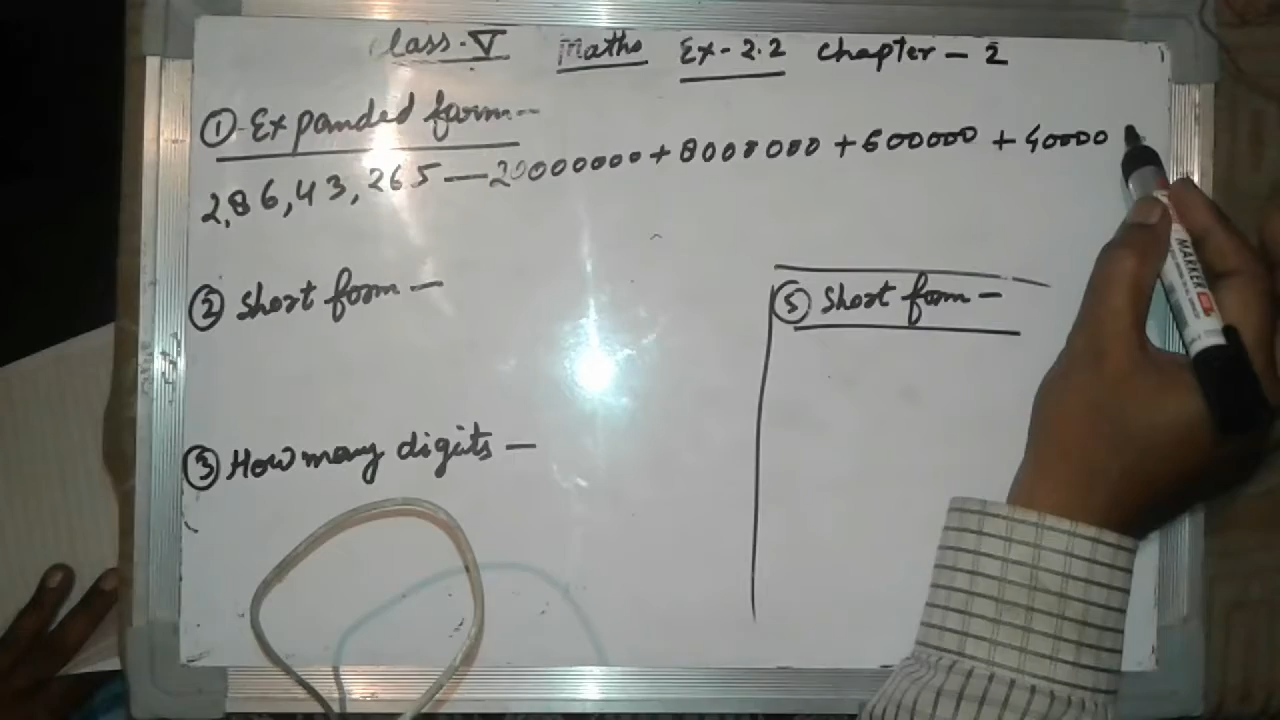 Class.V Maths Ex-2.2 Chapter-2
① Expanded form--
2,86,43,265—20000000+8000000+600000+40000
② Short form—
⑤ Short form—
③ How many digits—
MARKER